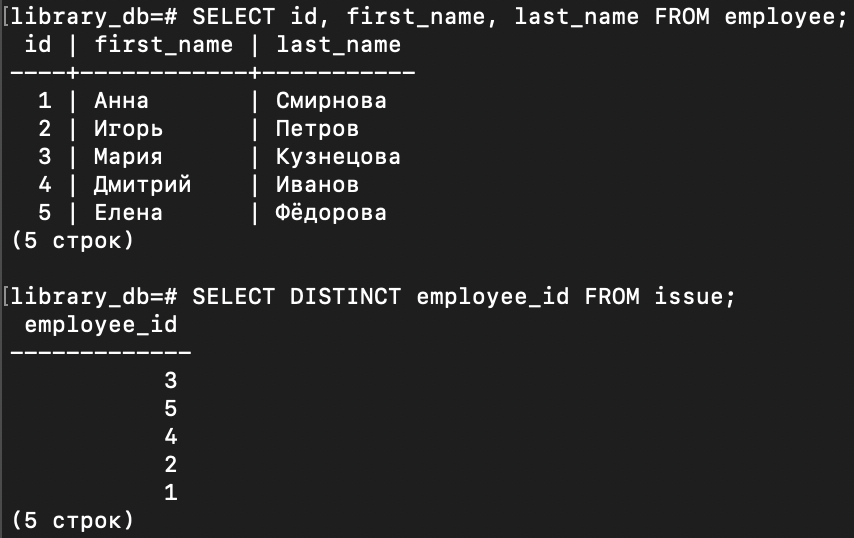 [library_db=# SELECT id, first_name, last_name FROM employee;
 id | first_name | last_name
----+------------+-----------
  1 | Анна       | Смирнова
  2 | Игорь      | Петров
  3 | Мария      | Кузнецова
  4 | Дмитрий    | Иванов
  5 | Елена      | Фёдорова
(5 строк)

[library_db=# SELECT DISTINCT employee_id FROM issue;
 employee_id
-------------
           3
           5
           4
           2
           1
(5 строк)